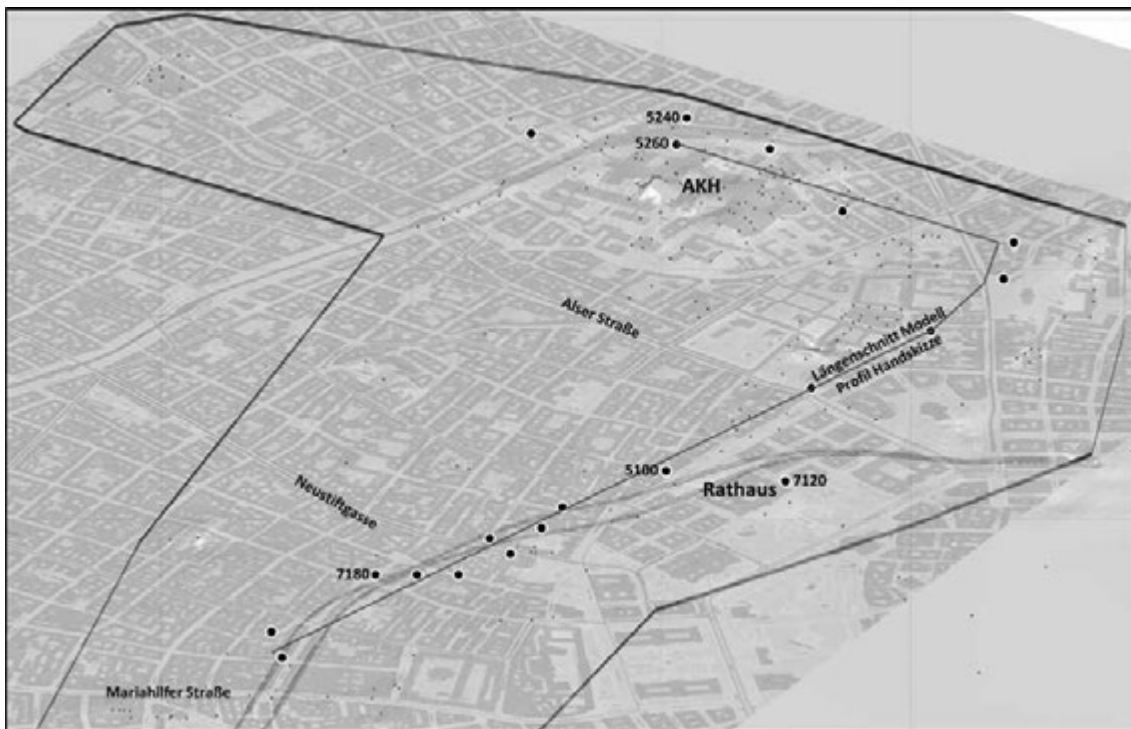 5240
5260
AKH
Alser Straße
Längenschnitt Modell
Profil Handskizze
5100
Rathaus
7120
Neustiftgasse
7180
Mariahilfer Straße